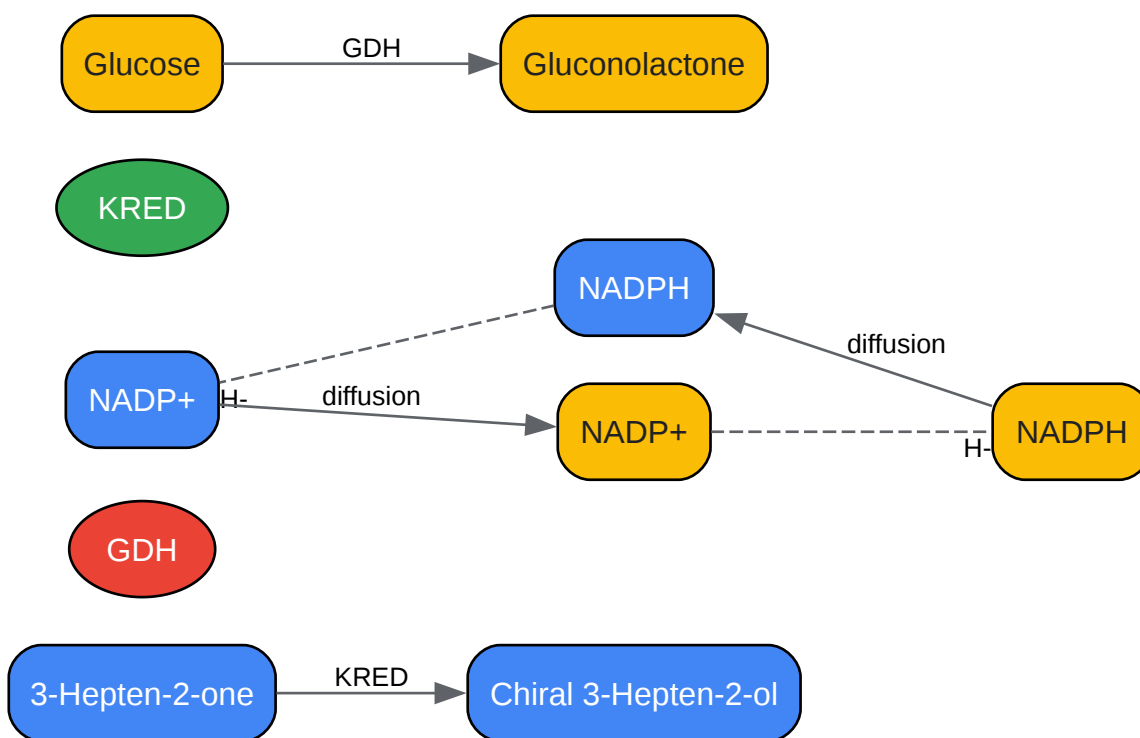 GDH
Glucose
Gluconolactone
KRED
NADPH
diffusion
NADP+
H-
diffusion
NADP+
H-
NADPH
GDH
KRED
3-Hepten-2-one
Chiral 3-Hepten-2-ol